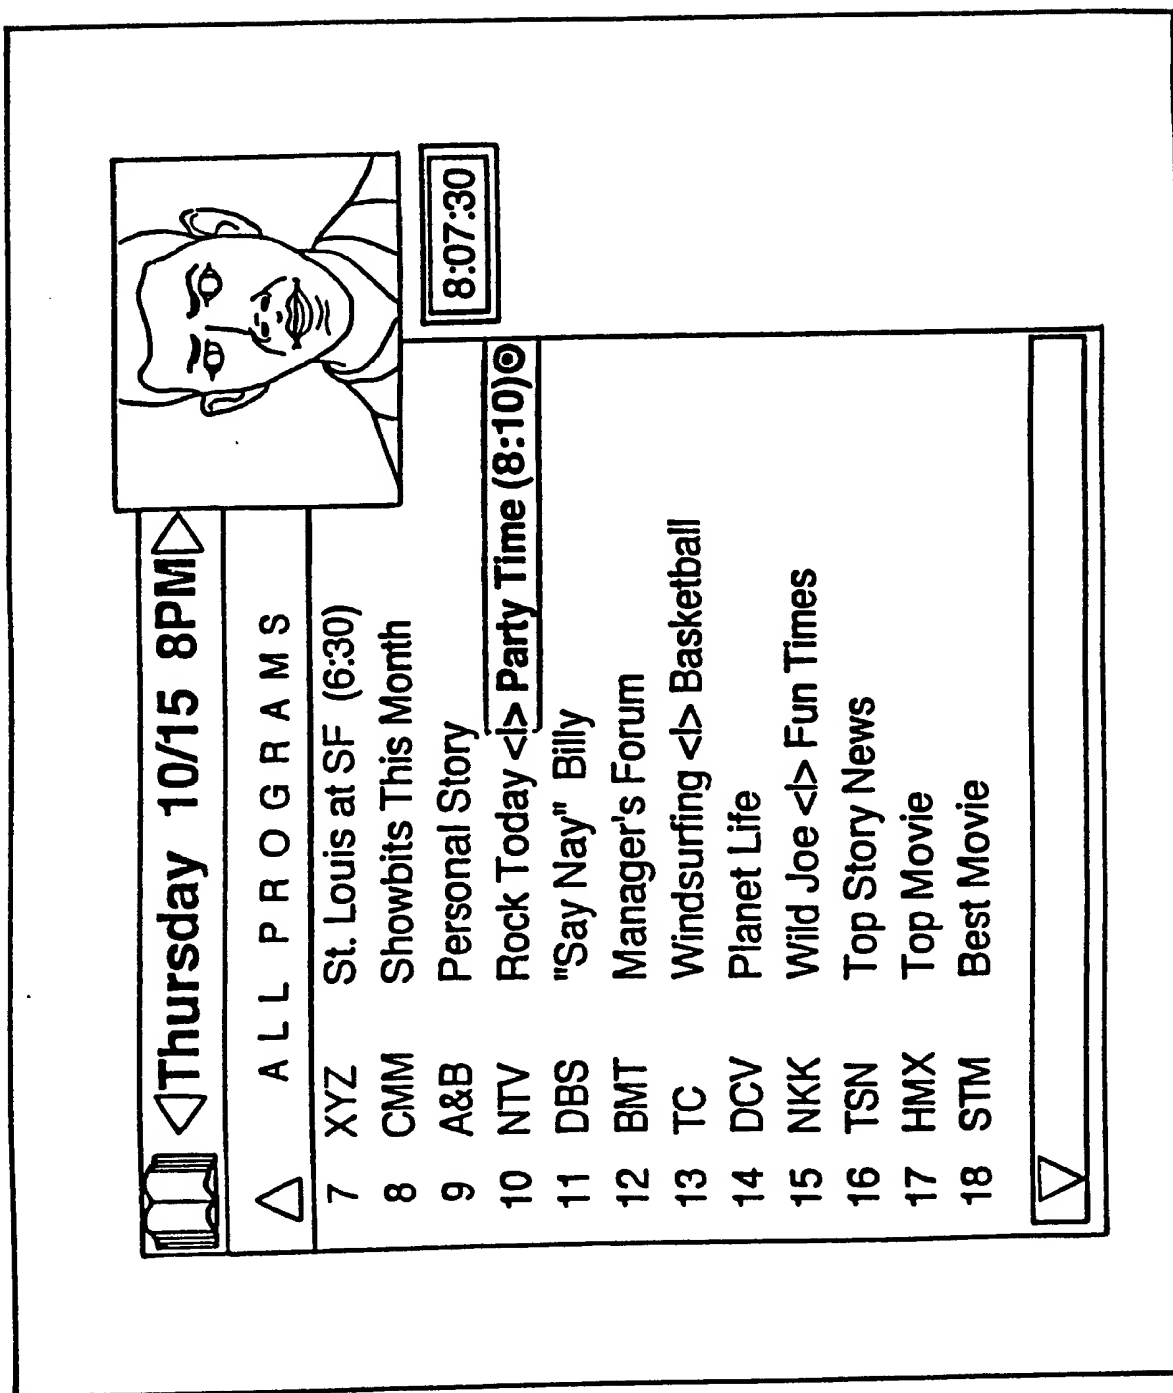 Thursday 10/15 8PM
ALL PROGRAMS
7 XYZ St. Louis at SF (6:30)
8 CMM Showbits This Month
8:07:30
9 A&B Personal Story
10 NTV Rock Today <|> Party Time (8:10)
11 DBS "Say Nay" Billy
12 BMT Manager's Forum
13 TC Windsurfing <|> Basketball
14 DCV Planet Life
15 NKK Wild Joe <|> Fun Times
16 TSN Top Story News
17 HMX Top Movie
18 STM Best Movie